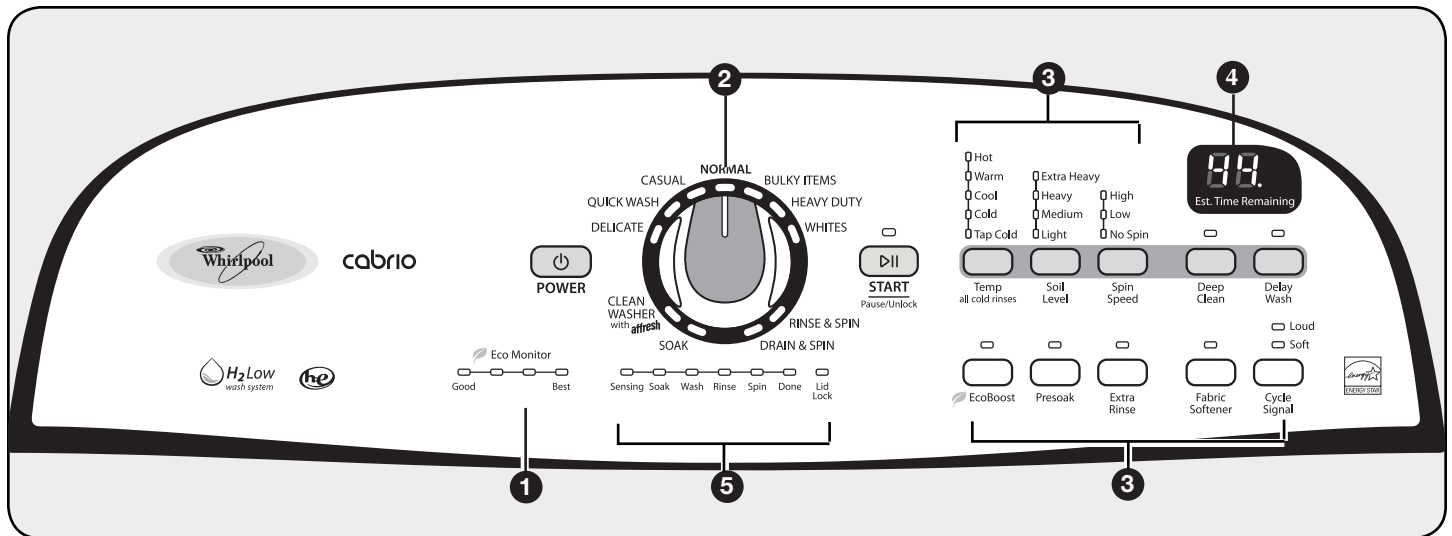 2
3
4
NORMAL
CASUAL
BULKY ITEMS
QUICK WASH
HEAVY DUTY
DELICATE
WHITES
Hot
Warm
Cool
Cold
Tap Cold
Extra Heavy
Heavy
Medium
Light
High
Low
No Spin
44.
Est. Time Remaining
Whirlpool
cabrio
POWER
START
Pause/Unlock
Temp
all cold rinses
Soil
Level
Spin
Speed
Deep
Clean
Delay
Wash
CLEAN
WASHER
with affresh
RINSE & SPIN
SOAK
DRAIN & SPIN
Loud
Soft
H2Low
wash system
he
Eco Monitor
Good
Best
Sensing
Soak
Wash
Rinse
Spin
Done
Lid
Lock
EcoBoost
Presoak
Extra
Rinse
Fabric
Softener
Cycle
Signal
energy
ENERGY STAR
1
5
3